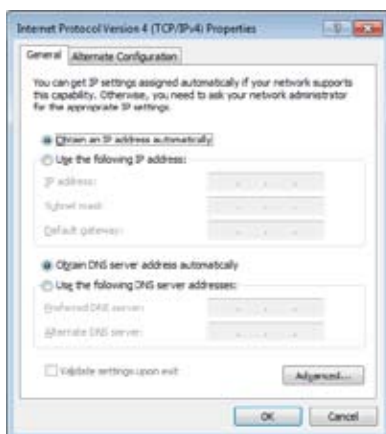 Internet Protocol Version 4 (TCP/IPv4) Properties
General
Alternate Configuration
You can get IP settings assigned automatically if your network supports
this capability. Otherwise, you need to ask your network administrator
for the appropriate IP settings.
Obtain an IP address automatically
Use the following IP address:
IP address:
Subnet mask:
Default gateway:
Obtain DNS server address automatically
Use the following DNS server addresses:
Preferred DNS server:
Alternate DNS server:
Validate settings upon exit
Advanced...
OK
Cancel